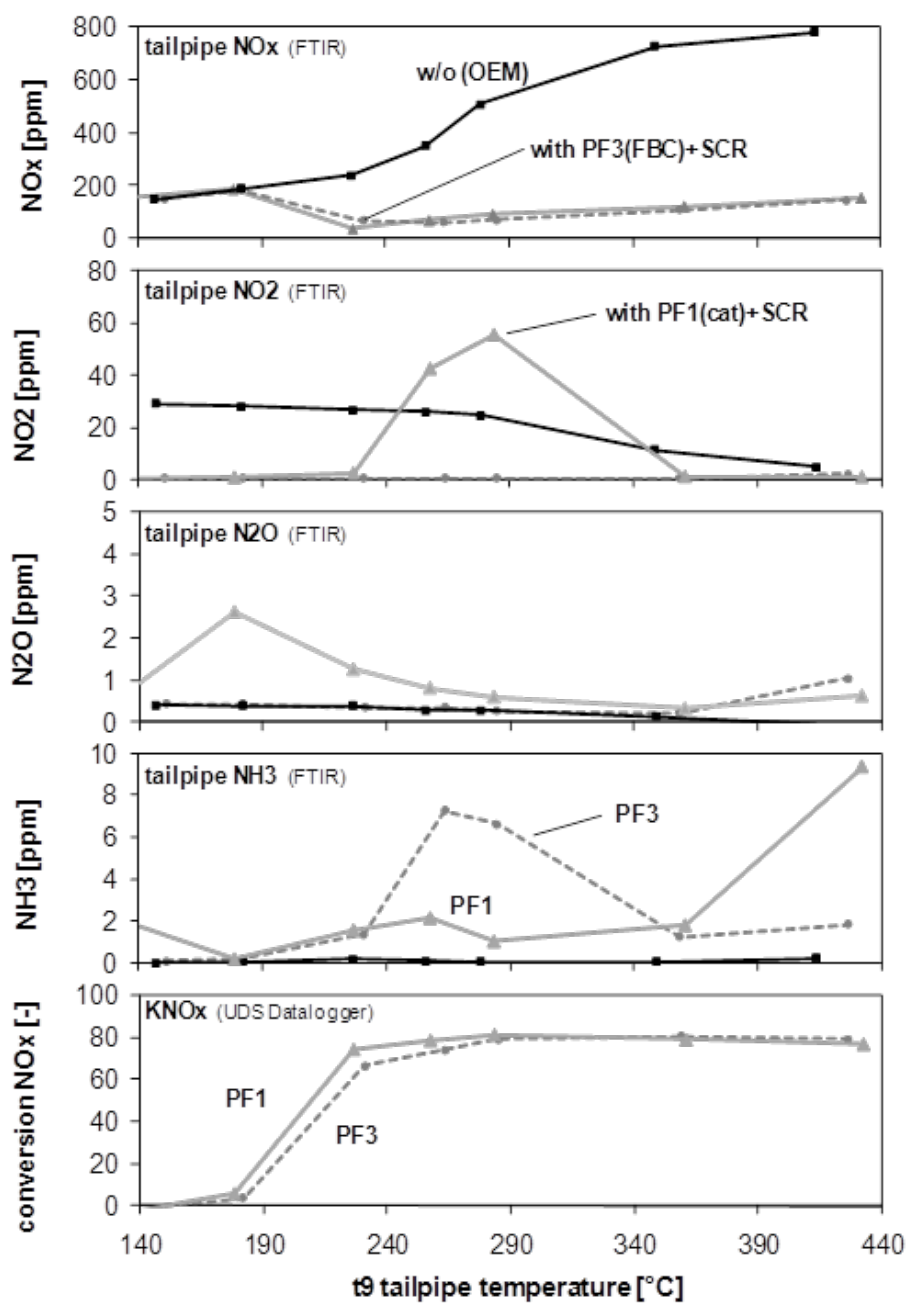 800
600
400
200
0
NOx [ppm]
tailpipe NOx (FTIR)
w/o (OEM)
with PF3(FBC)+SCR
80
60
40
20
0
NO2 [ppm]
tailpipe NO2 (FTIR)
with PF1(cat)+SCR
5
4
3
2
1
0
N2O [ppm]
tailpipe N2O (FTIR)
10
8
6
4
2
0
NH3 [ppm]
tailpipe NH3 (FTIR)
PF3
PF1
100
80
60
40
20
0
conversion NOx [-]
KNOx (UDS Datalogger)
PF1
PF3
140 190 240 290 340 390 440
t9 tailpipe temperature [°C]